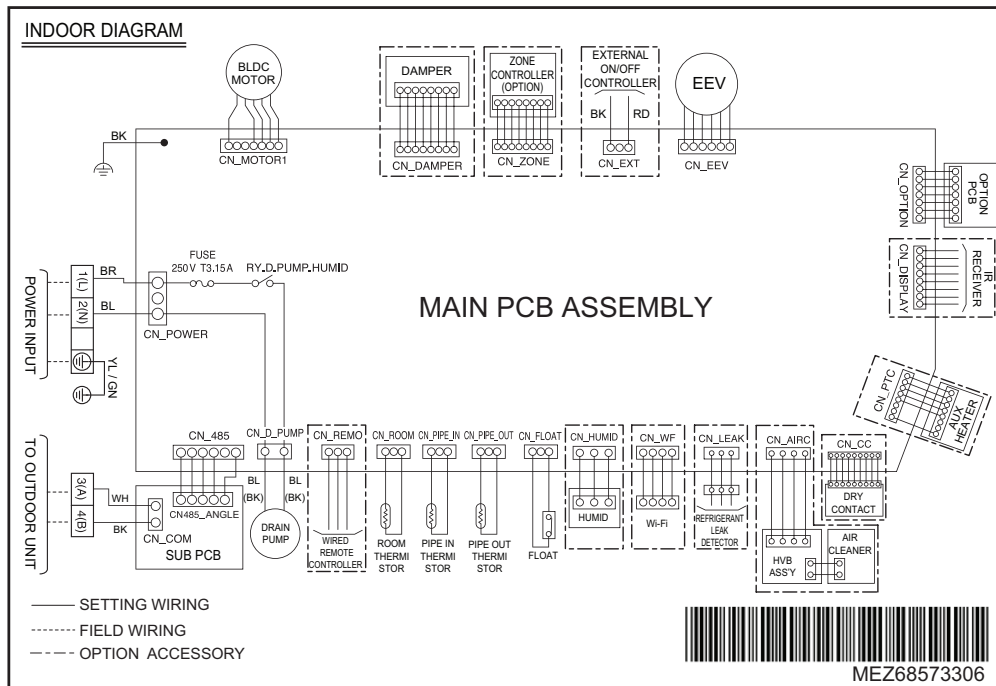 INDOOR DIAGRAM
BLDC
MOTOR
CN_MOTOR1
DAMPER
CN_DAMPER
ZONE
CONTROLLER
(OPTION)
CN_ZONE
EXTERNAL
ON/OFF
CONTROLLER
BK RD
CN_EXT
EEV
CN_EEV
BK
CN_OPTION
OPTION
PCB
CN_DISPLAY
IR
RECEIVER
CN_PTC
AUX
HEATER
MAIN PCB ASSEMBLY
POWER INPUT
1(L)
2(N)
BR
BL
YL / GN
CN_POWER
FUSE
250V T3.15A
RY_D_PUMP_HUMID
TO OUTDOOR UNIT
3(A)
4(B)
WH
BK
CN_COM
SUB PCB
CN_485
CN485_ANGLE
CN_D_PUMP
BL
(BK)
BL
(BK)
DRAIN
PUMP
CN_REMO
WIRED
REMOTE
CONTROLLER
CN_ROOM
ROOM
THERMI
STOR
CN_PIPE_IN
PIPE IN
THERMI
STOR
CN_PIPE_OUT
PIPE OUT
THERMI
STOR
CN_FLOAT
FLOAT
CN_HUMID
HUMID
CN_WF
Wi-Fi
CN_LEAK
REFRIGERANT
LEAK
DETECTOR
CN_AIRC
HVB
ASS'Y
AIR
CLEANER
CN_CC
DRY
CONTACT
SETTING WIRING
FIELD WIRING
OPTION ACCESSORY
MEZ68573306